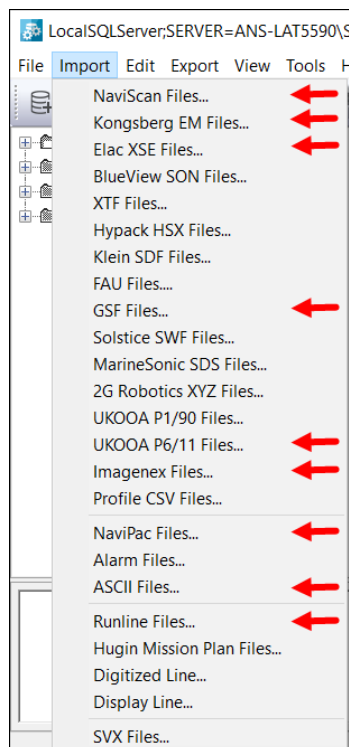 LocalSQLServer;SERVER=ANS-LAT5590\S
File Import Edit Export View Tools H
NaviScan Files...
Kongsberg EM Files...
Elac XSE Files...
BlueView SON Files...
XTF Files...
Hypack HSX Files...
Klein SDF Files...
FAU Files....
GSF Files...
Solstice SWF Files...
MarineSonic SDS Files...
2G Robotics XYZ Files...
UKOOA P1/90 Files...
UKOOA P6/11 Files...
Imagenex Files...
Profile CSV Files...
NaviPac Files...
Alarm Files...
ASCII Files...
Runline Files...
Hugin Mission Plan Files...
Digitized Line...
Display Line...
SVX Files...